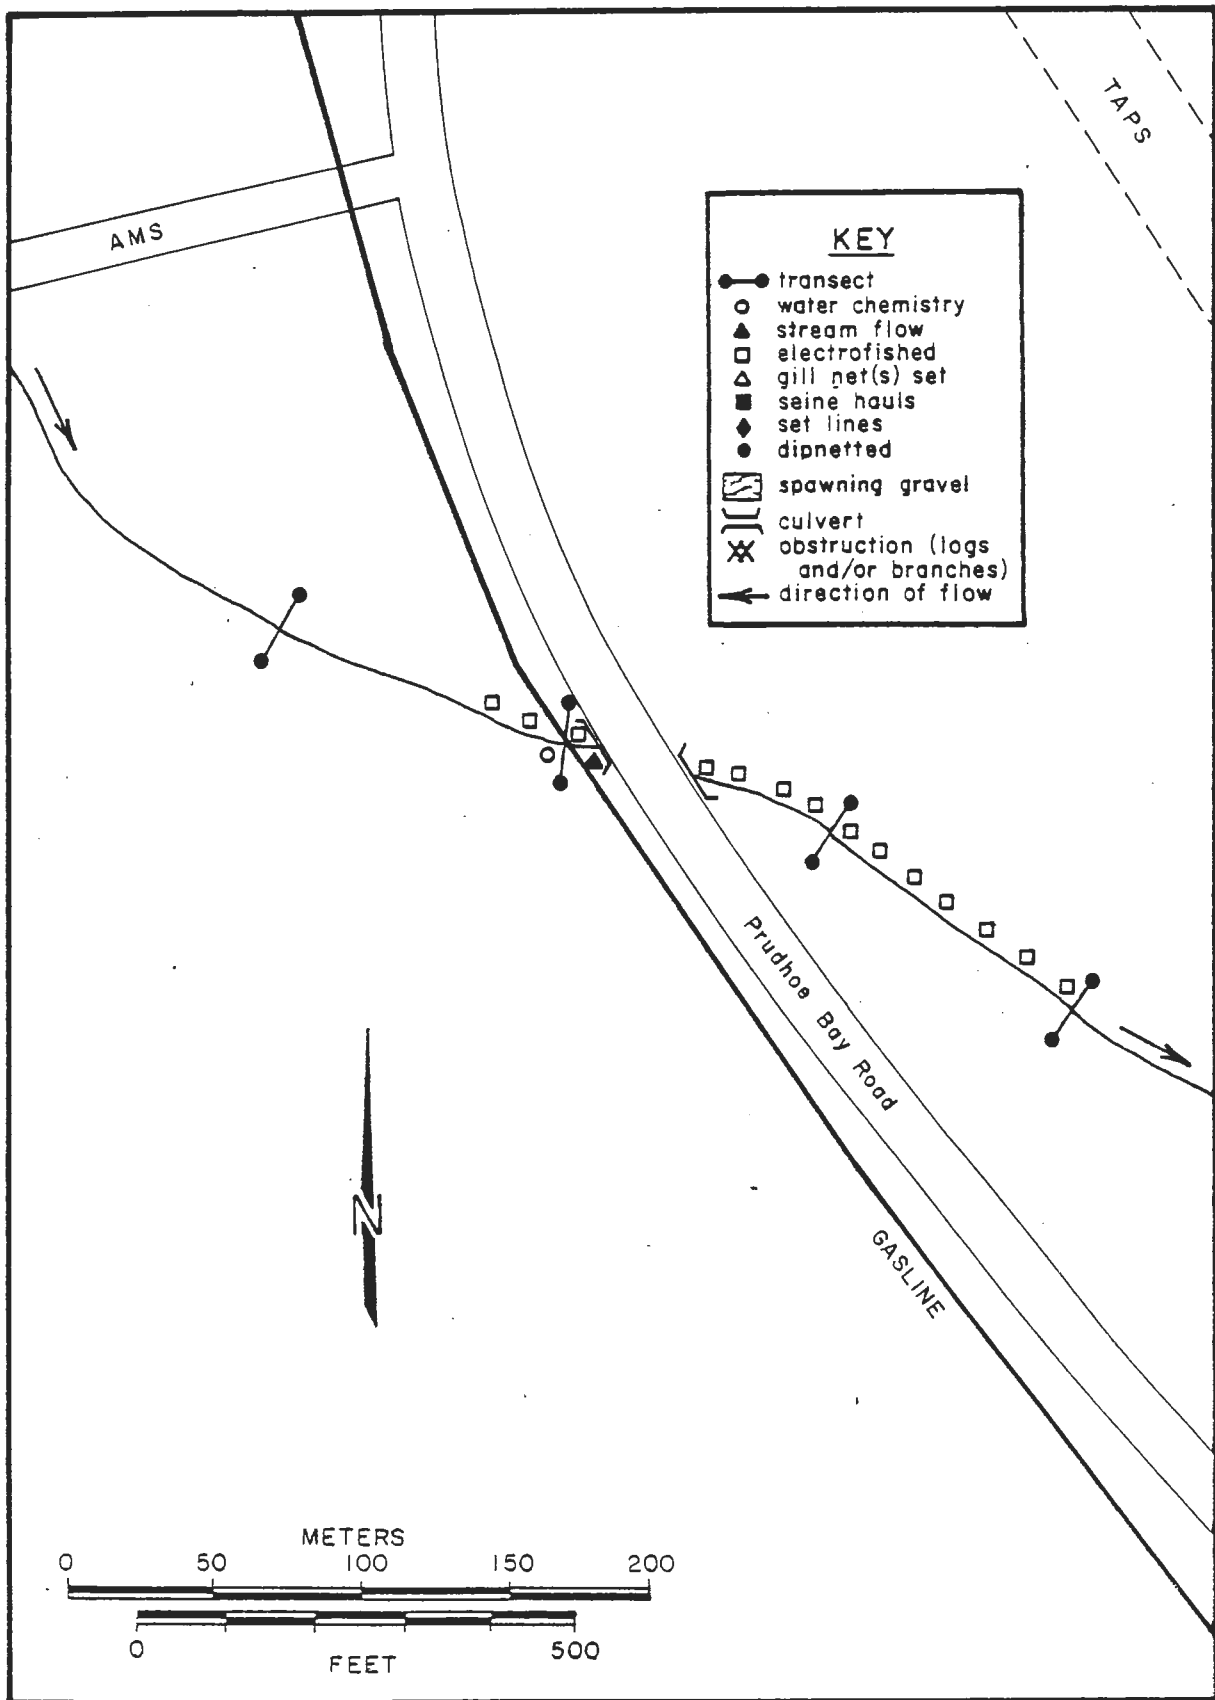 TAPS
AMS
KEY
transect
water chemistry
stream flow
electrofished
gill net(s) set
seine hauls
set lines
dipnetted
spawning gravel
culvert
obstruction (logs
and/or branches)
direction of flow
Prudhoe Bay Road
N
GASLINE
METERS
0 50 100 150 200
0 500
FEET